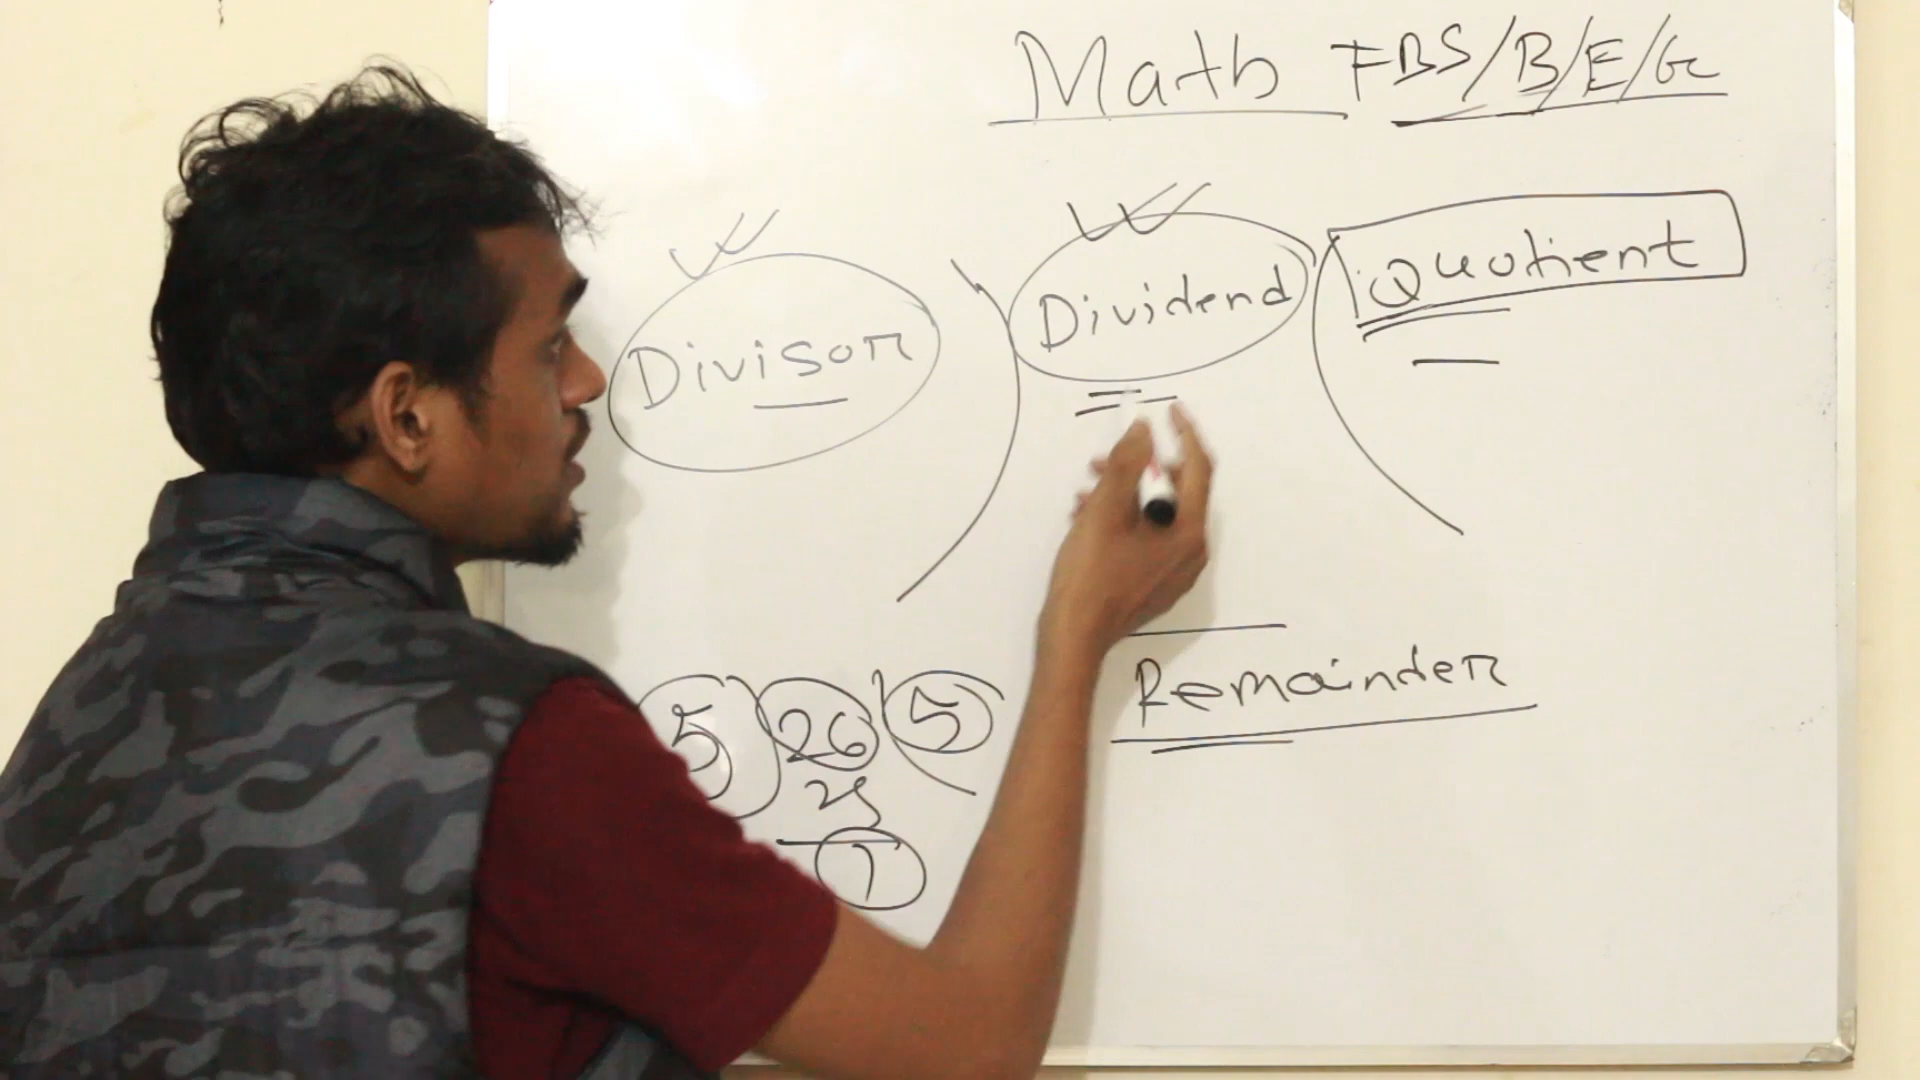 Math FBS/B/E/G
Divisor ) Dividend ( Quotient
Remainder
5 ) 26 ( 5
25
1